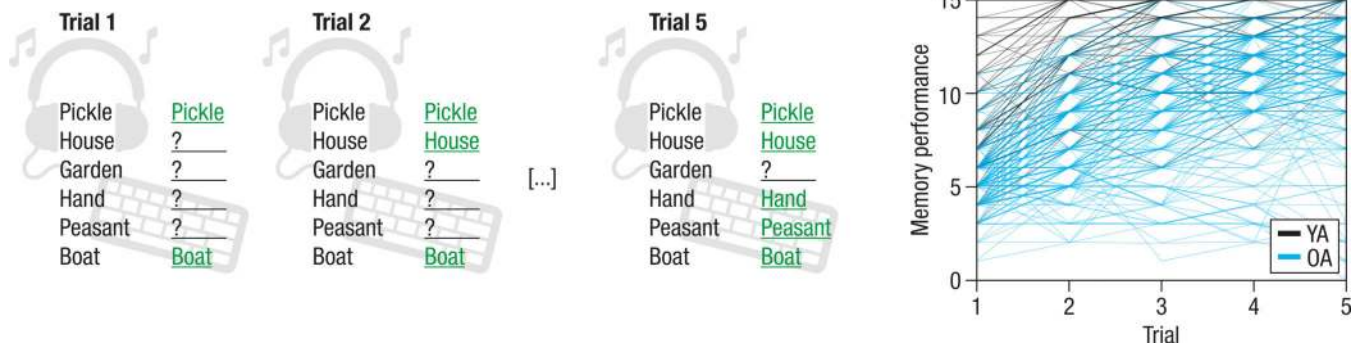 Trial 1
Pickle Pickle
House ?
Garden ?
Hand ?
Peasant ?
Boat Boat
Trial 2
Pickle Pickle
House House
Garden ?
Hand ?
Peasant ?
Boat Boat
[...]
Trial 5
Pickle Pickle
House House
Garden ?
Hand Hand
Peasant Peasant
Boat Boat
Memory performance
15
10
5
0
YA
OA
1 2 3 4 5
Trial